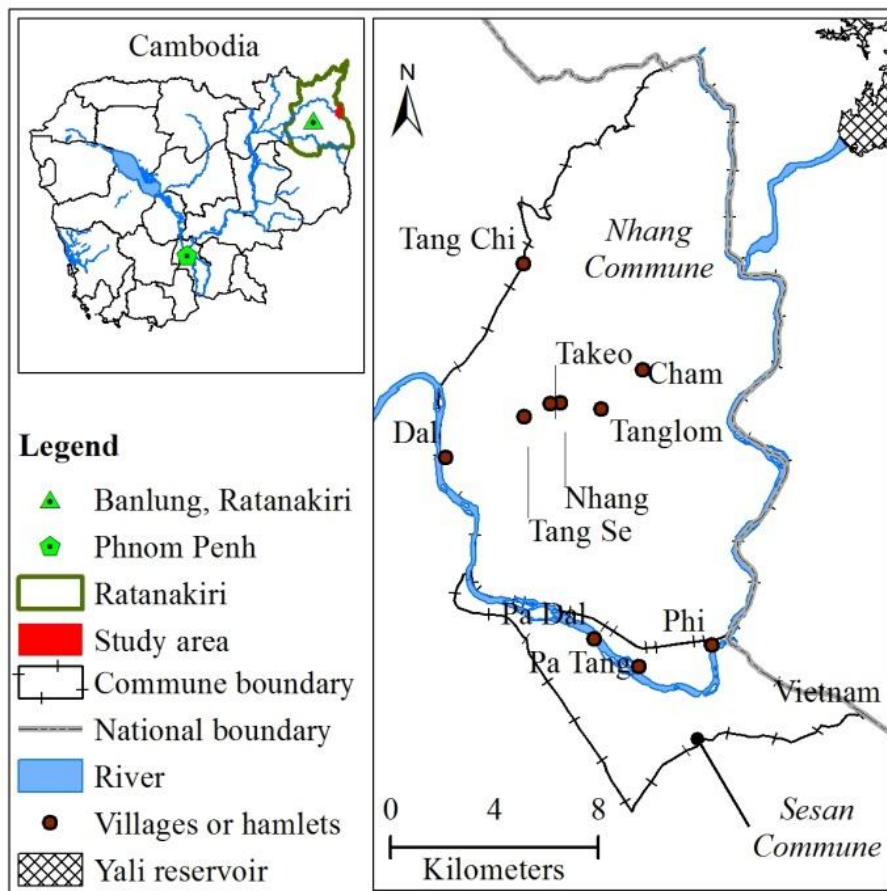 Cambodia
Legend
Banlung, Ratanakiri
Phnom Penh
Ratanakiri
Study area
Commune boundary
National boundary
River
Villages or hamlets
Yali reservoir
N
Tang Chi
Nhang
Commune
Takeo
Cham
Dal
Tanglom
Nhang
Tang Se
Pa Dal
Phi
Pa Tang
Vietnam
0 4 8
Kilometers
Sesan
Commune